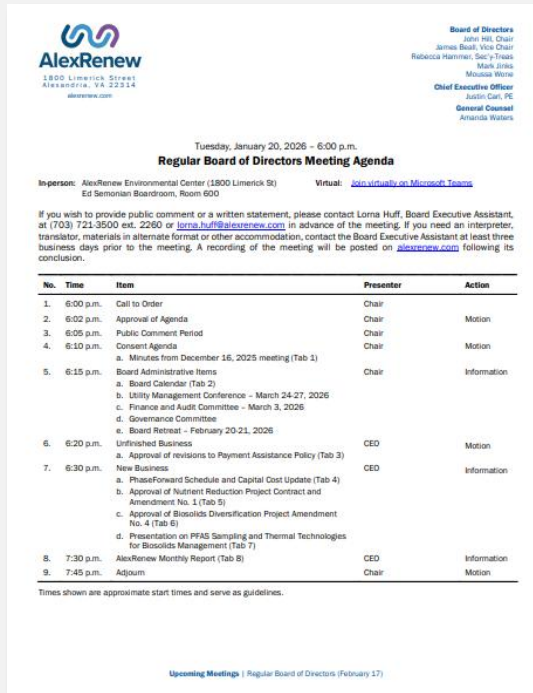 AlexRenew
1800 Limerick Street
Alexandria, VA 22314
alexrenew.com
Board of Directors
John Hill, Chair
James Beall, Vice Chair
Rebecca Hammer, Sec'y-Treas
Mark Jinks
Moussa Wone
Chief Executive Officer
Justin Carl, PE
General Counsel
Amanda Waters
Tuesday, January 20, 2026 – 6:00 p.m.
Regular Board of Directors Meeting Agenda
In-person: AlexRenew Environmental Center (1800 Limerick St) Virtual: Join virtually on Microsoft Teams
Ed Semonian Boardroom, Room 600
If you wish to provide public comment or a written statement, please contact Lorna Huff, Board Executive Assistant,
at (703) 721-3500 ext. 2260 or lorna.huff@alexrenew.com in advance of the meeting. If you need an interpreter,
translator, materials in alternate format or other accommodation, contact the Board Executive Assistant at least three
business days prior to the meeting. A recording of the meeting will be posted on alexrenew.com following its
conclusion.
No. Time Item Presenter Action
1. 6:00 p.m. Call to Order Chair
2. 6:02 p.m. Approval of Agenda Chair Motion
3. 6:05 p.m. Public Comment Period Chair
4. 6:10 p.m. Consent Agenda Chair Motion
a. Minutes from December 16, 2025 meeting (Tab 1)
5. 6:15 p.m. Board Administrative Items Chair Information
a. Board Calendar (Tab 2)
b. Utility Management Conference – March 24-27, 2026
c. Finance and Audit Committee – March 3, 2026
d. Governance Committee
e. Board Retreat – February 20-21, 2026
6. 6:20 p.m. Unfinished Business CEO Motion
a. Approval of revisions to Payment Assistance Policy (Tab 3)
7. 6:30 p.m. New Business CEO Information
a. PhaseForward Schedule and Capital Cost Update (Tab 4)
b. Approval of Nutrient Reduction Project Contract and
Amendment No. 1 (Tab 5)
c. Approval of Biosolids Diversification Project Amendment
No. 4 (Tab 6)
d. Presentation on PFAS Sampling and Thermal Technologies
for Biosolids Management (Tab 7)
8. 7:30 p.m. AlexRenew Monthly Report (Tab 8) CEO Information
9. 7:45 p.m. Adjourn Chair Motion
Times shown are approximate start times and serve as guidelines.
Upcoming Meetings | Regular Board of Directors (February 17)